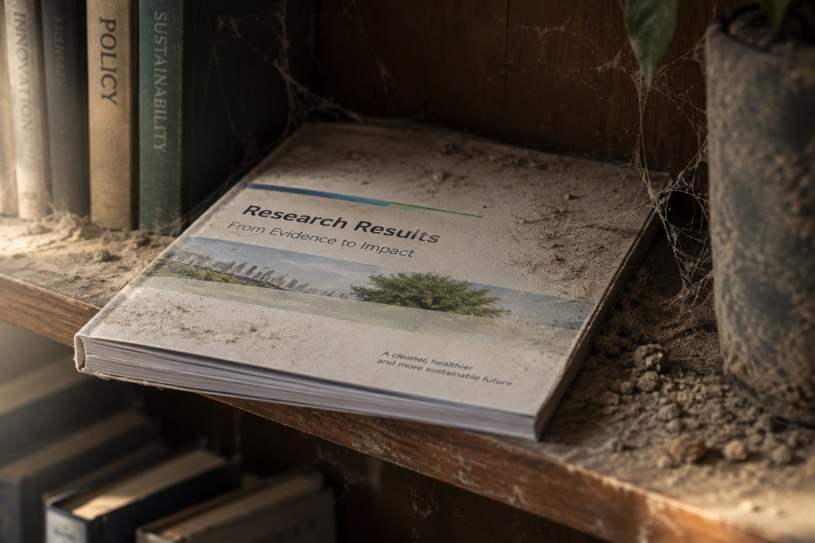 INNOVATION
POLICY
SUSTAINABILITY
Research Results
From Evidence to Impact
A cleaner, healthier
and more sustainable future